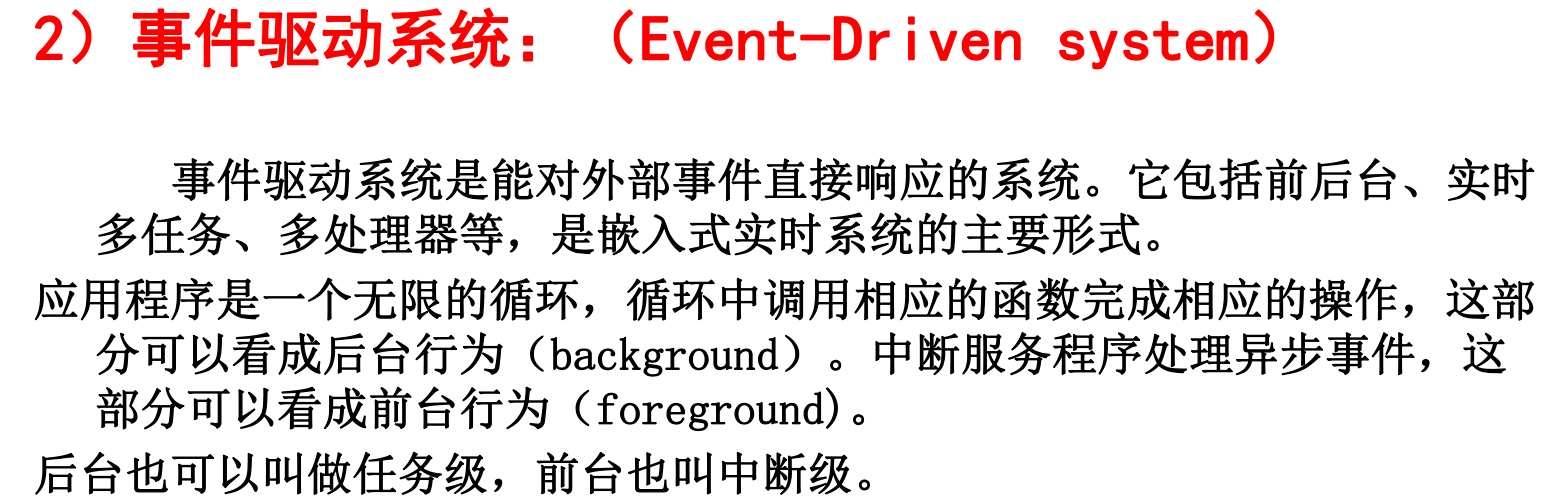 2）事件驱动系统：（Event-Driven system）
事件驱动系统是能对外部事件直接响应的系统。它包括前后台、实时
多任务、多处理器等，是嵌入式实时系统的主要形式。
应用程序是一个无限的循环，循环中调用相应的函数完成相应的操作，这部
分可以看成后台行为（background）。中断服务程序处理异步事件，这
部分可以看成前台行为（foreground)。
后台也可以叫做任务级，前台也叫中断级。